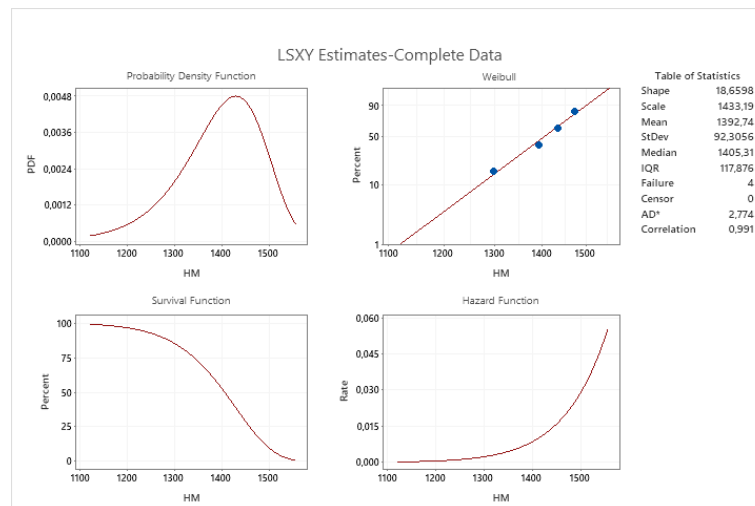 LSXY Estimates-Complete Data
Probability Density Function
0,0048
0,0036
0,0024
0,0012
0,0000
PDF
1100 1200 1300 1400 1500
HM
Weibull
90
50
10
1
Percent
1100 1200 1300 1400 1500
HM
Table of Statistics
Shape 18,6598
Scale 1433,19
Mean 1392,74
StDev 92,3056
Median 1405,31
IQR 117,876
Failure 4
Censor 0
AD* 2,774
Correlation 0,991
Survival Function
100
75
50
25
0
Percent
1100 1200 1300 1400 1500
HM
Hazard Function
0,060
0,045
0,030
0,015
0,000
Rate
1100 1200 1300 1400 1500
HM